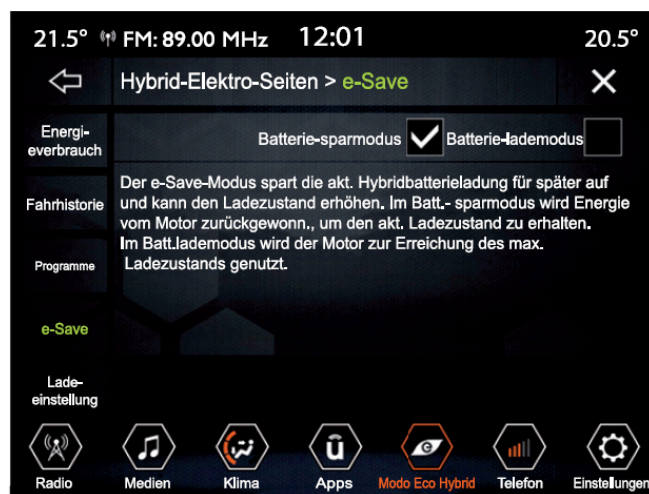 21.5° FM: 89.00 MHz 12:01 20.5°
Hybrid-Elektro-Seiten > e-Save
Energi-
everbrauch
Batterie-sparmodus Batterie-lademodus
Fahrhistorie
Der e-Save-Modus spart die akt. Hybridbatterieladung für später auf
und kann den Ladezustand erhöhen. Im Batt.- sparmodus wird Energie
vom Motor zurückgewonn., um den akt. Ladezustand zu erhalten.
Im Batt.lademodus wird der Motor zur Erreichung des max.
Ladezustands genutzt.
Programme
e-Save
Lade-
einstellung
Radio Medien Klima Apps Modo Eco Hybrid Telefon Einstellungen